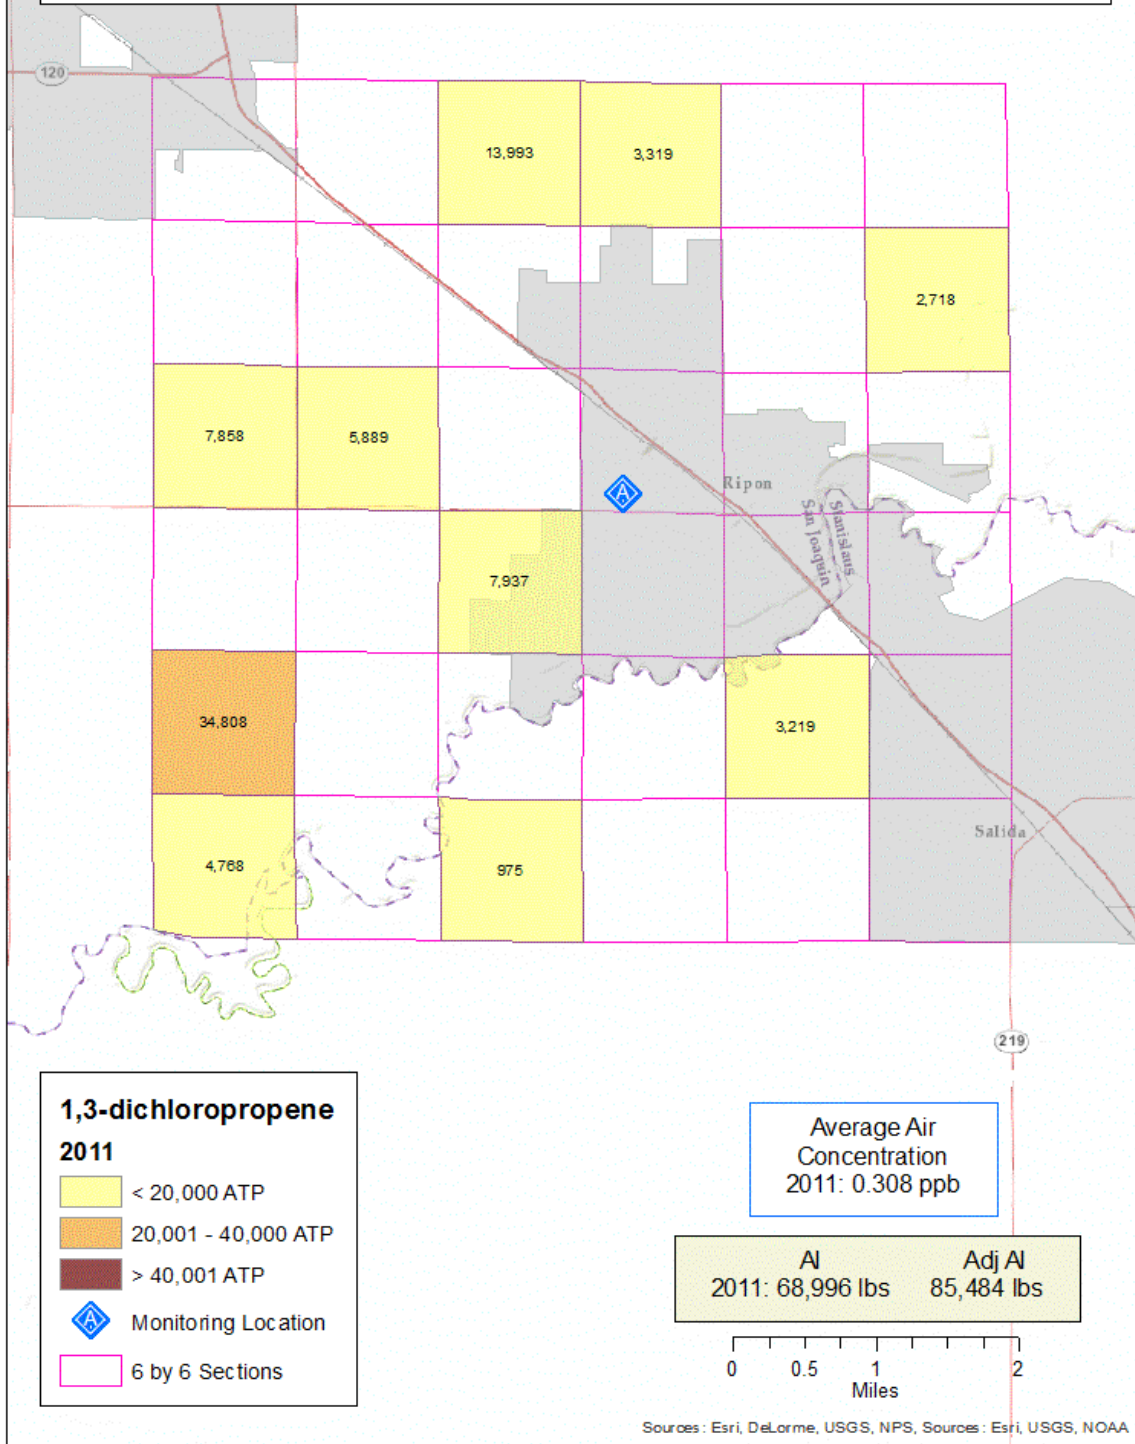 120
13,993
3,319
2,718
7,858
5,889
A
Ripon
Stanislaus
San Joaquin
7,937
34,808
3,219
Salida
4,768
975
219
1,3-dichloropropene
2011
< 20,000 ATP
20,001 - 40,000 ATP
> 40,001 ATP
A
Monitoring Location
6 by 6 Sections
Average Air
Concentration
2011: 0.308 ppb
AI Adj AI
2011: 68,996 lbs 85,484 lbs
0 0.5 1 2
Miles
Sources: Esri, DeLorme, USGS, NPS, Sources: Esri, USGS, NOAA